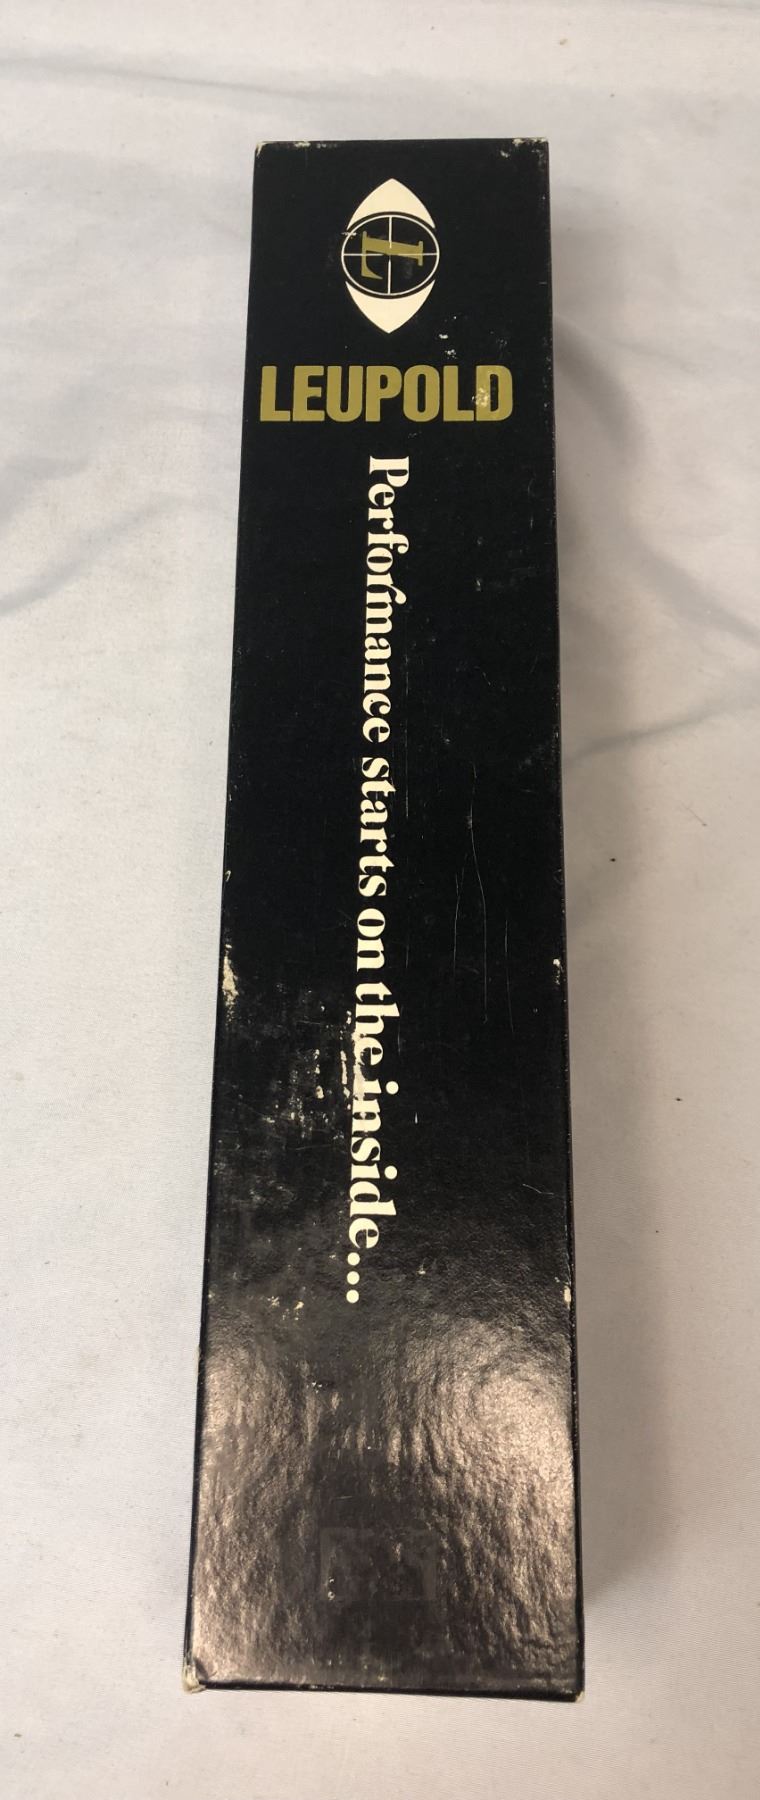 L
LEUPOLD
Performance starts on the inside...